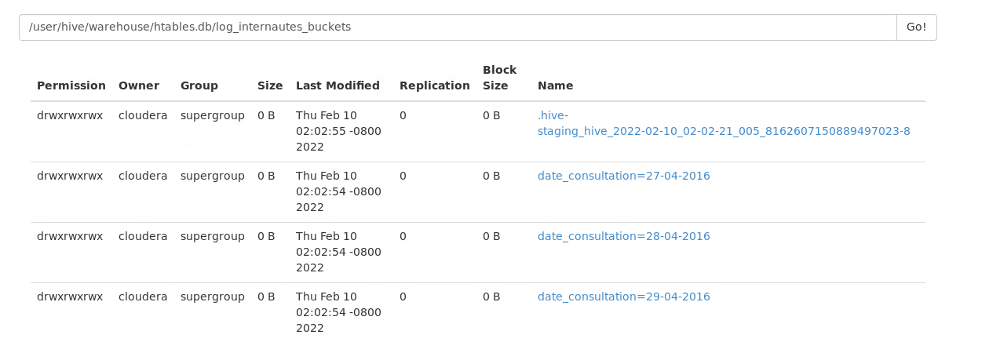 /user/hive/warehouse/htables.db/log_internautes_buckets Go!
Block
Permission Owner Group Size Last Modified Replication Size Name
drwxrwxrwx cloudera supergroup 0 B Thu Feb 10 0 0 B .hive-
02:02:55 -0800 staging_hive_2022-02-10_02-02-21_005_8162607150889497023-8
2022
drwxrwxrwx cloudera supergroup 0 B Thu Feb 10 0 0 B date_consultation=27-04-2016
02:02:54 -0800
2022
drwxrwxrwx cloudera supergroup 0 B Thu Feb 10 0 0 B date_consultation=28-04-2016
02:02:54 -0800
2022
drwxrwxrwx cloudera supergroup 0 B Thu Feb 10 0 0 B date_consultation=29-04-2016
02:02:54 -0800
2022